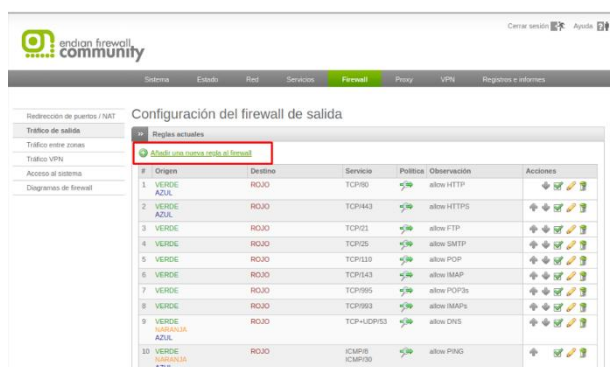 Cerrar sesión Ayuda
endian firewall
community
Sistema Estado Red Servicios Firewall Proxy VPN Registros e informes
Redirección de puertos / NAT
Tráfico de salida
Tráfico entre zonas
Tráfico VPN
Acceso al sistema
Diagramas de firewall
Configuración del firewall de salida
Reglas actuales
Añadir una nueva regla al firewall
# Origen Destino Servicio Política Observación Acciones
1 VERDE ROJO TCP/80 allow HTTP
AZUL
2 VERDE ROJO TCP/443 allow HTTPS
AZUL
3 VERDE ROJO TCP/21 allow FTP
4 VERDE ROJO TCP/25 allow SMTP
5 VERDE ROJO TCP/110 allow POP
6 VERDE ROJO TCP/143 allow IMAP
7 VERDE ROJO TCP/995 allow POP3s
8 VERDE ROJO TCP/993 allow IMAPs
9 VERDE ROJO TCP+UDP/53 allow DNS
NARANJA
AZUL
10 VERDE ROJO ICMP/8 allow PING
NARANJA ICMP/30
AZUL